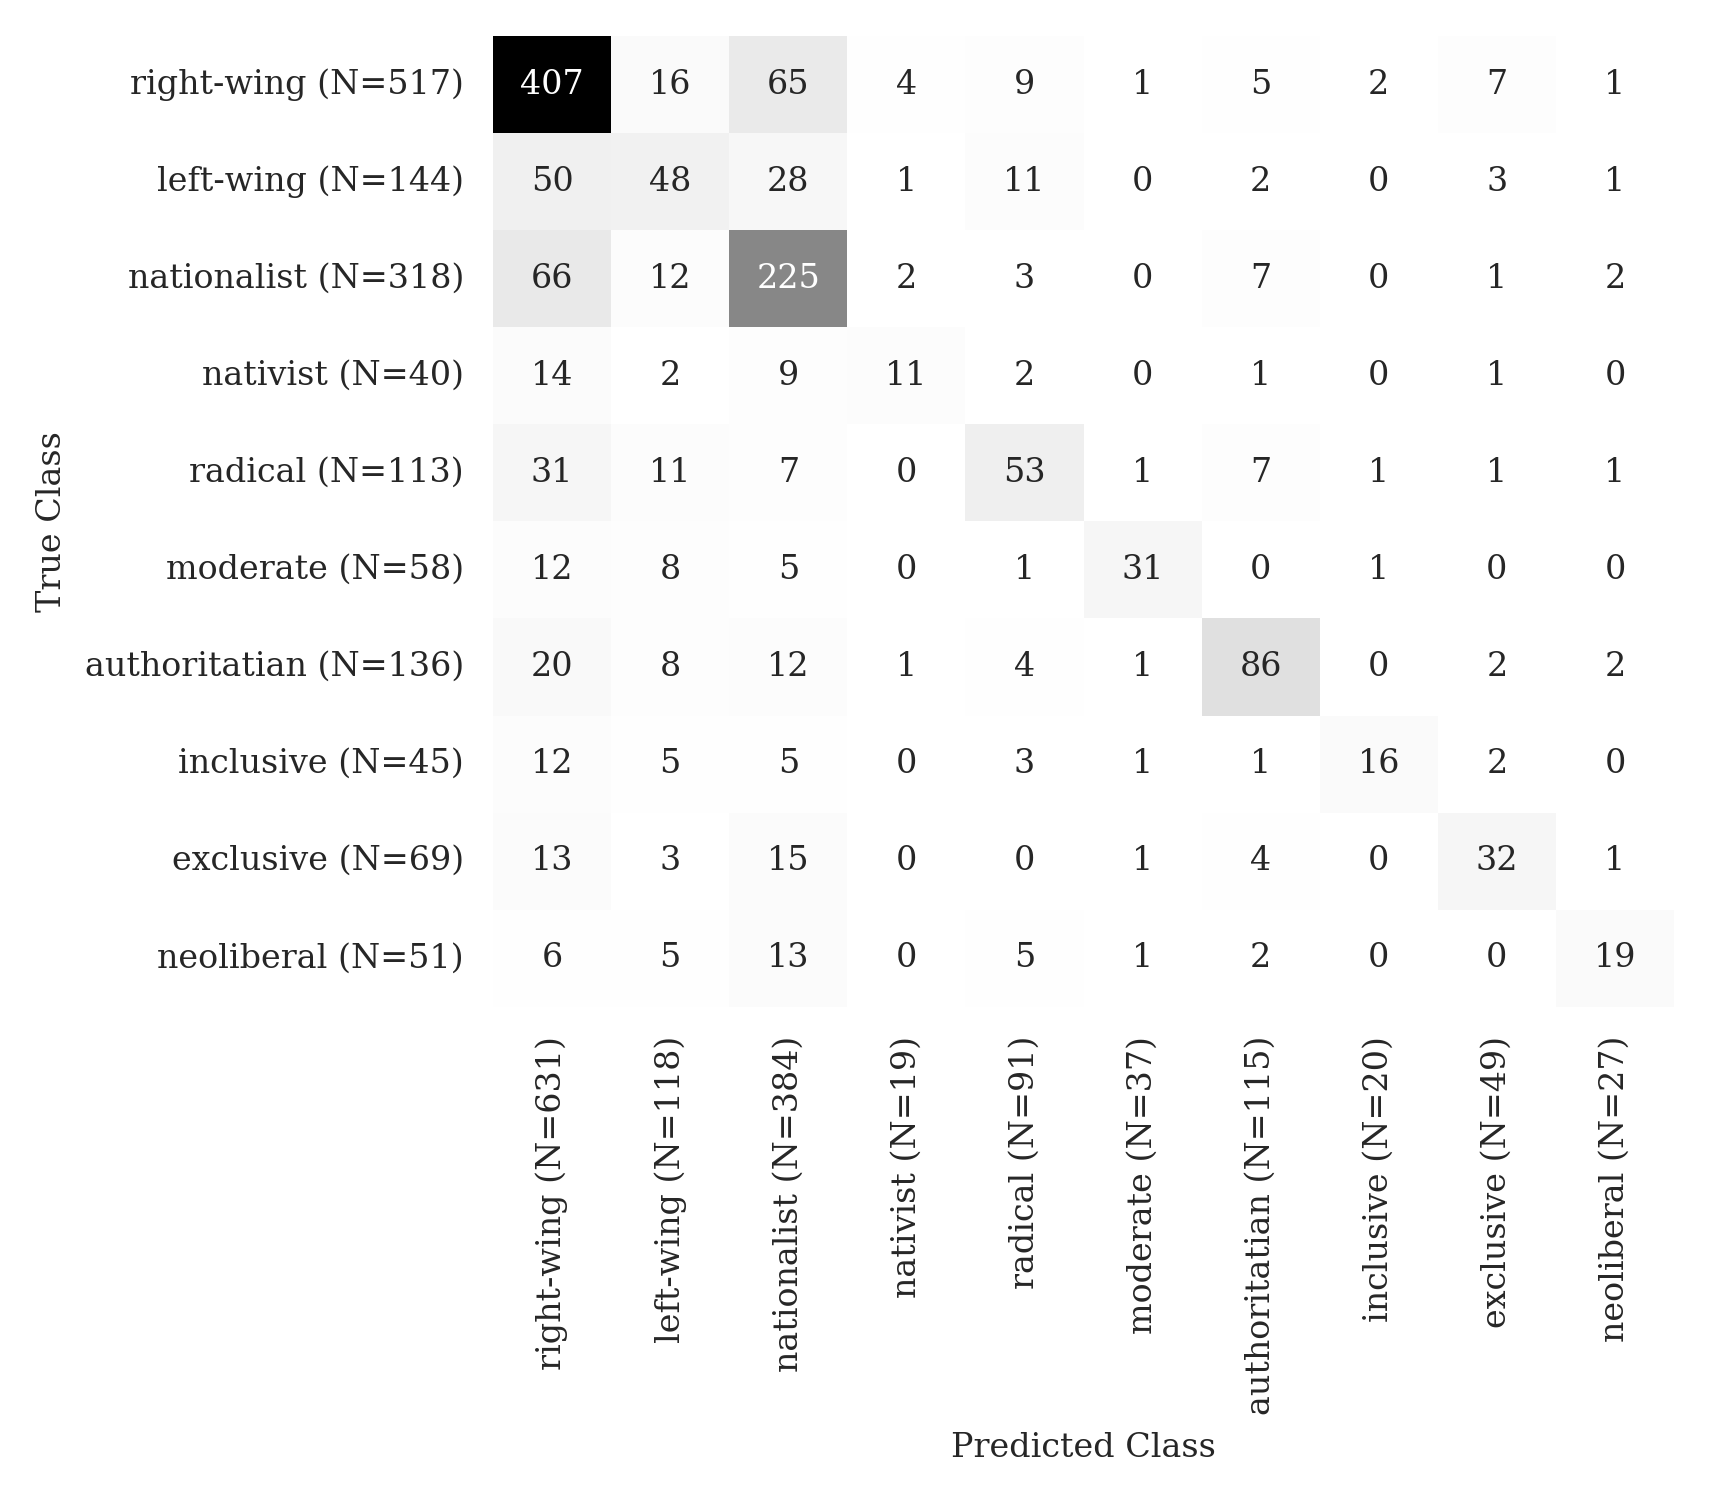 right-wing (N=517) 407 16 65 4 9 1 5 2 7 1
left-wing (N=144) 50 48 28 1 11 0 2 0 3 1
nationalist (N=318) 66 12 225 2 3 0 7 0 1 2
nativist (N=40) 14 2 9 11 2 0 1 0 1 0
radical (N=113) 31 11 7 0 53 1 7 1 1 1
moderate (N=58) 12 8 5 0 1 31 0 1 0 0
authoritatian (N=136) 20 8 12 1 4 1 86 0 2 2
inclusive (N=45) 12 5 5 0 3 1 1 16 2 0
exclusive (N=69) 13 3 15 0 0 1 4 0 32 1
neoliberal (N=51) 6 5 13 0 5 1 2 0 0 19
True Class
right-wing (N=631)
left-wing (N=118)
nationalist (N=384)
nativist (N=19)
radical (N=91)
moderate (N=37)
authoritatian (N=115)
inclusive (N=20)
exclusive (N=49)
neoliberal (N=27)
Predicted Class